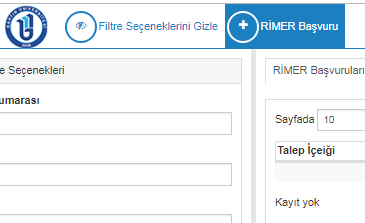 Filtre Seçeneklerini Gizle
RİMER Başvuru
e Seçenekleri
RİMER Başvuruları
umarası
Sayfada 10
Talep İçeiği
Kayıt yok